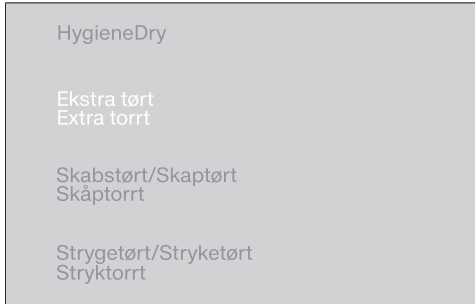 HygieneDry
Ekstra tørt
Extra torrt
Skabstørt/Skaptørt
Skåptorrt
Strygetørt/Stryketørt
Stryktorrt